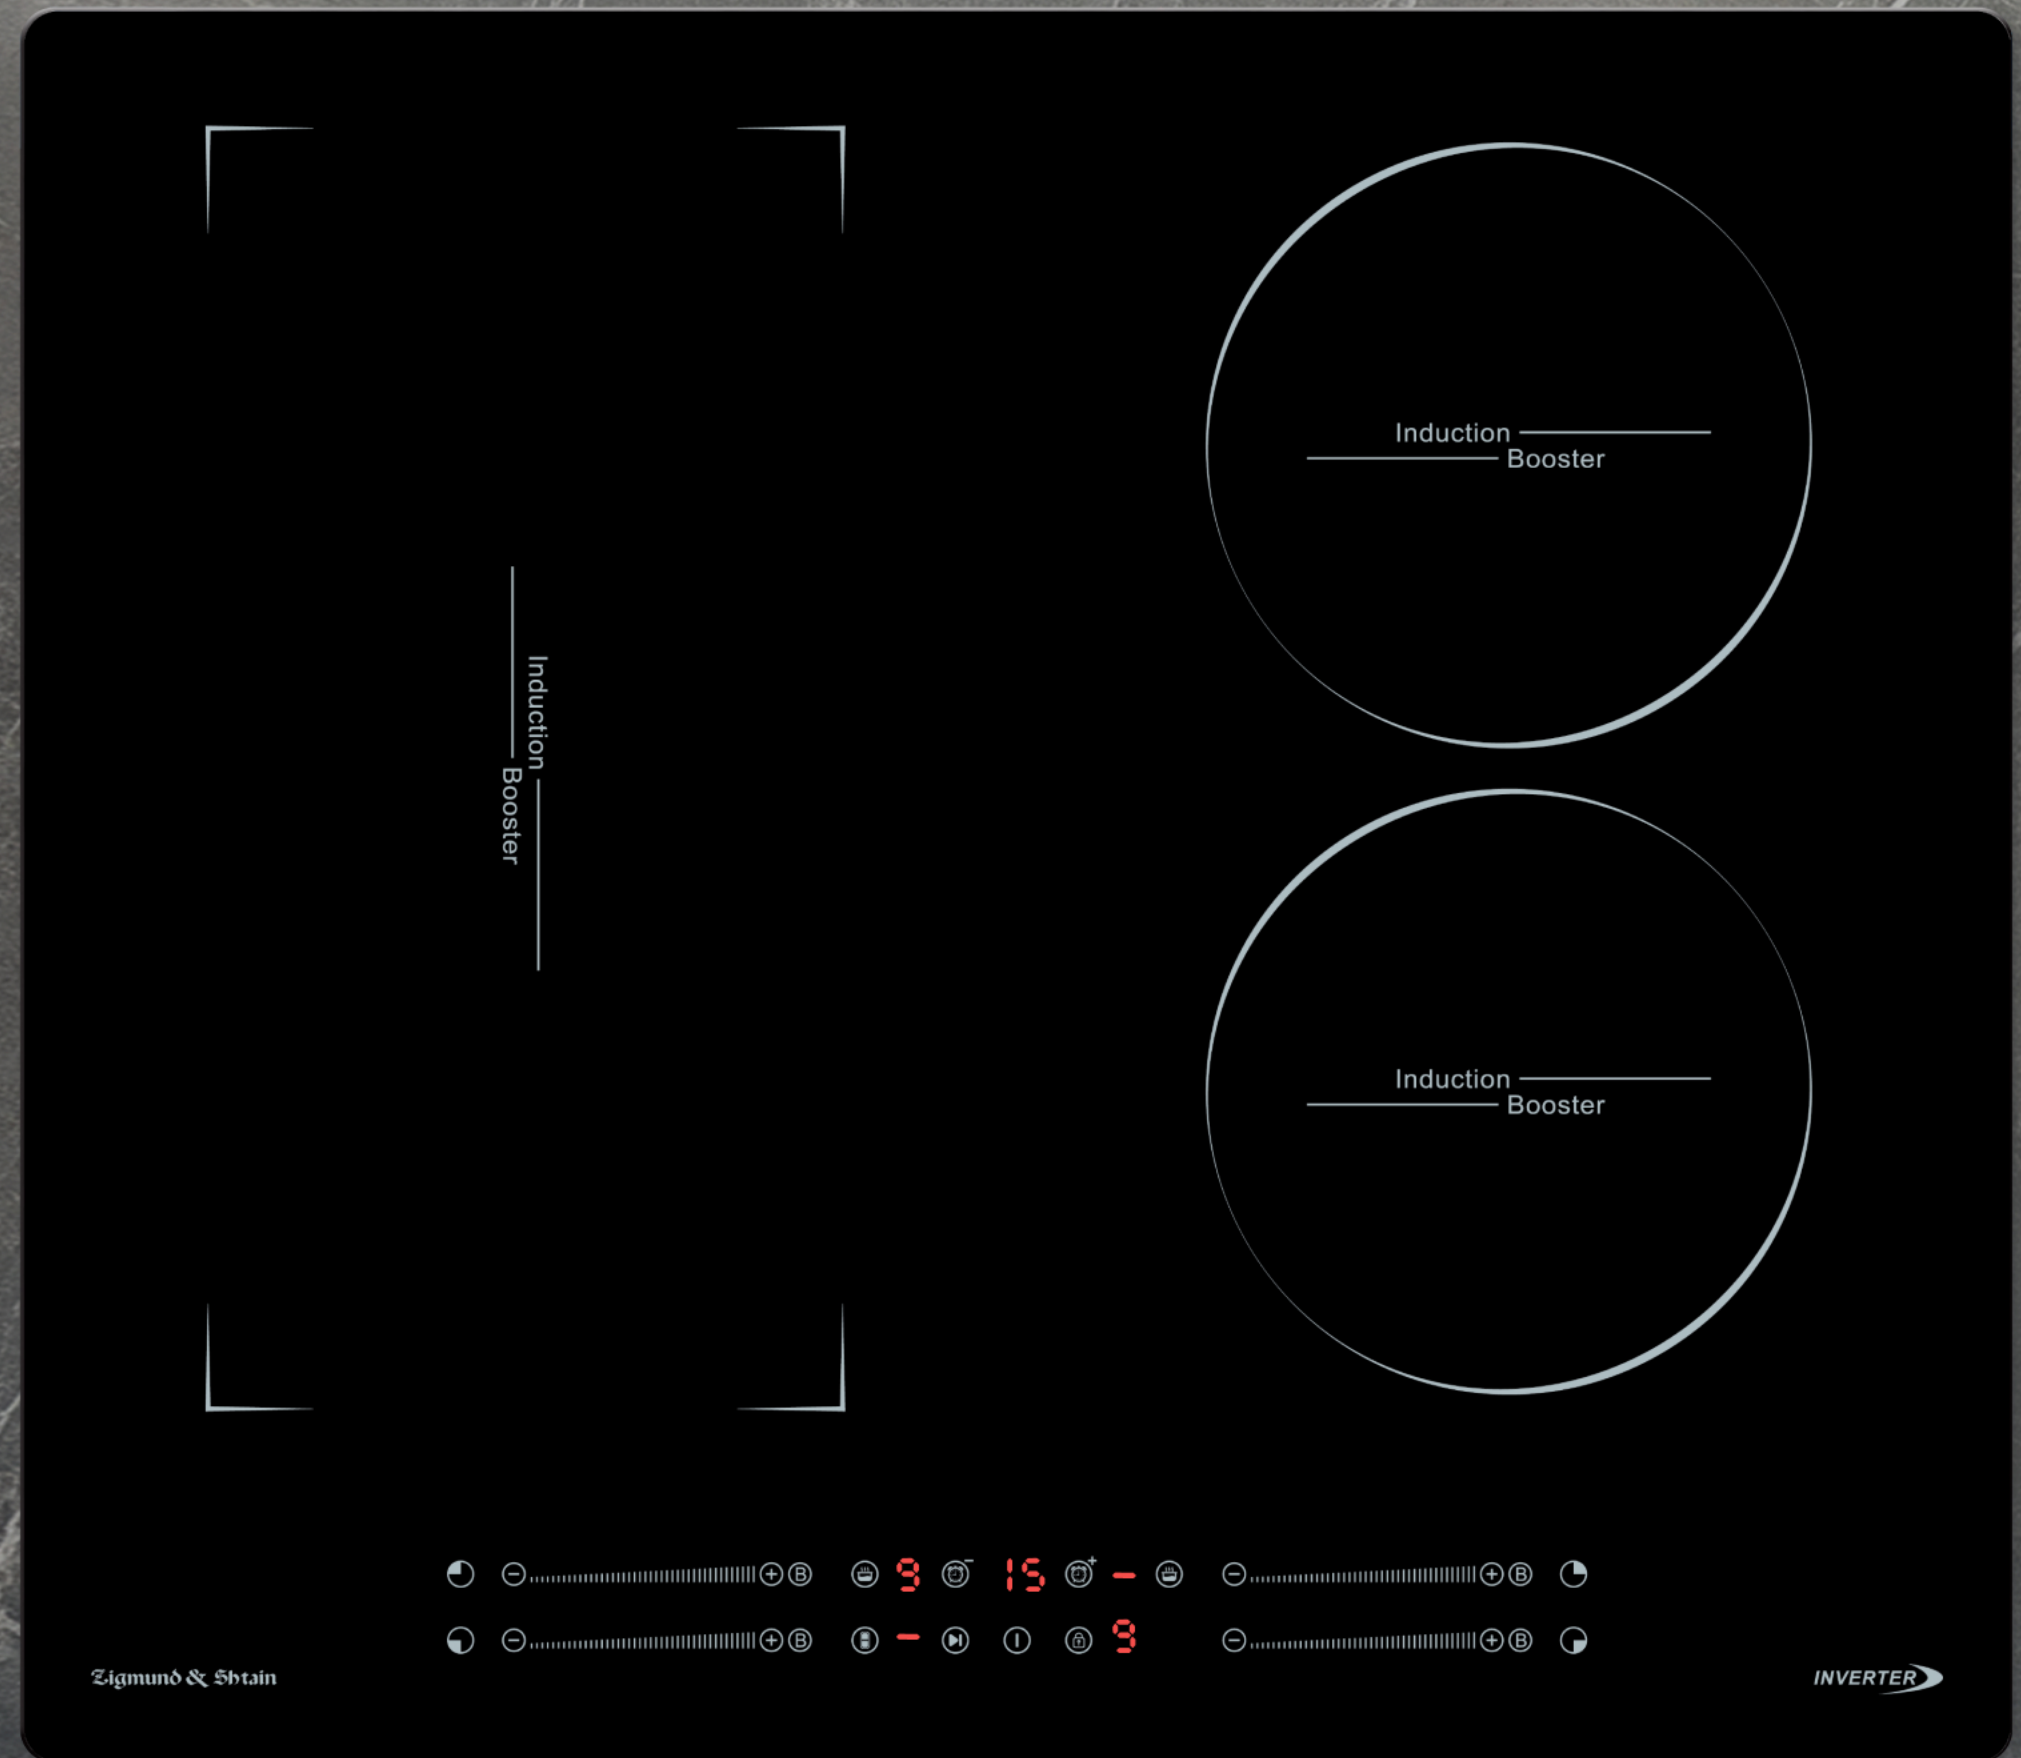 Induction
Booster
Induction
Booster
Induction
Booster
B 9 15 - B
B - 9 B
Zigmund & Shtain
INVERTER